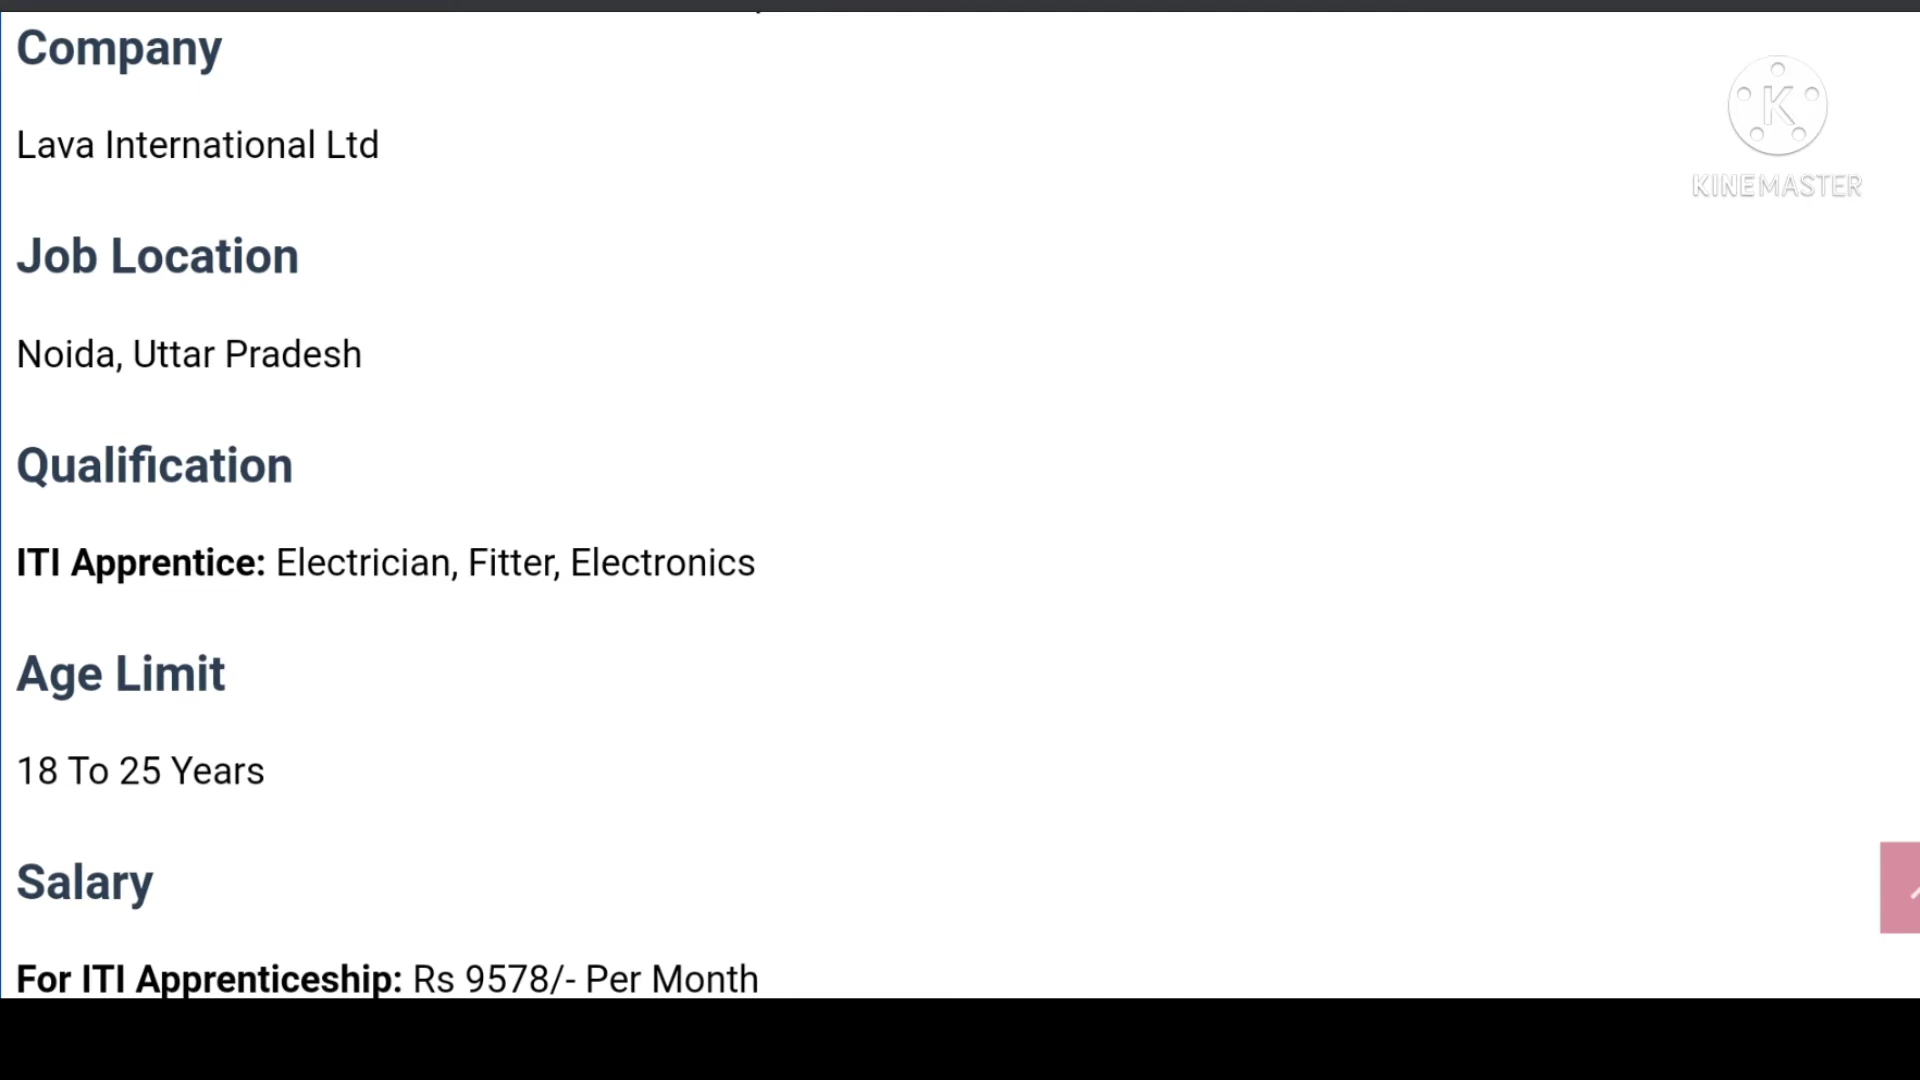 Company
Lava International Ltd
K
KINEMASTER
Job Location
Noida, Uttar Pradesh
Qualification
ITI Apprentice: Electrician, Fitter, Electronics
Age Limit
18 To 25 Years
Salary
For ITI Apprenticeship: Rs 9578/- Per Month